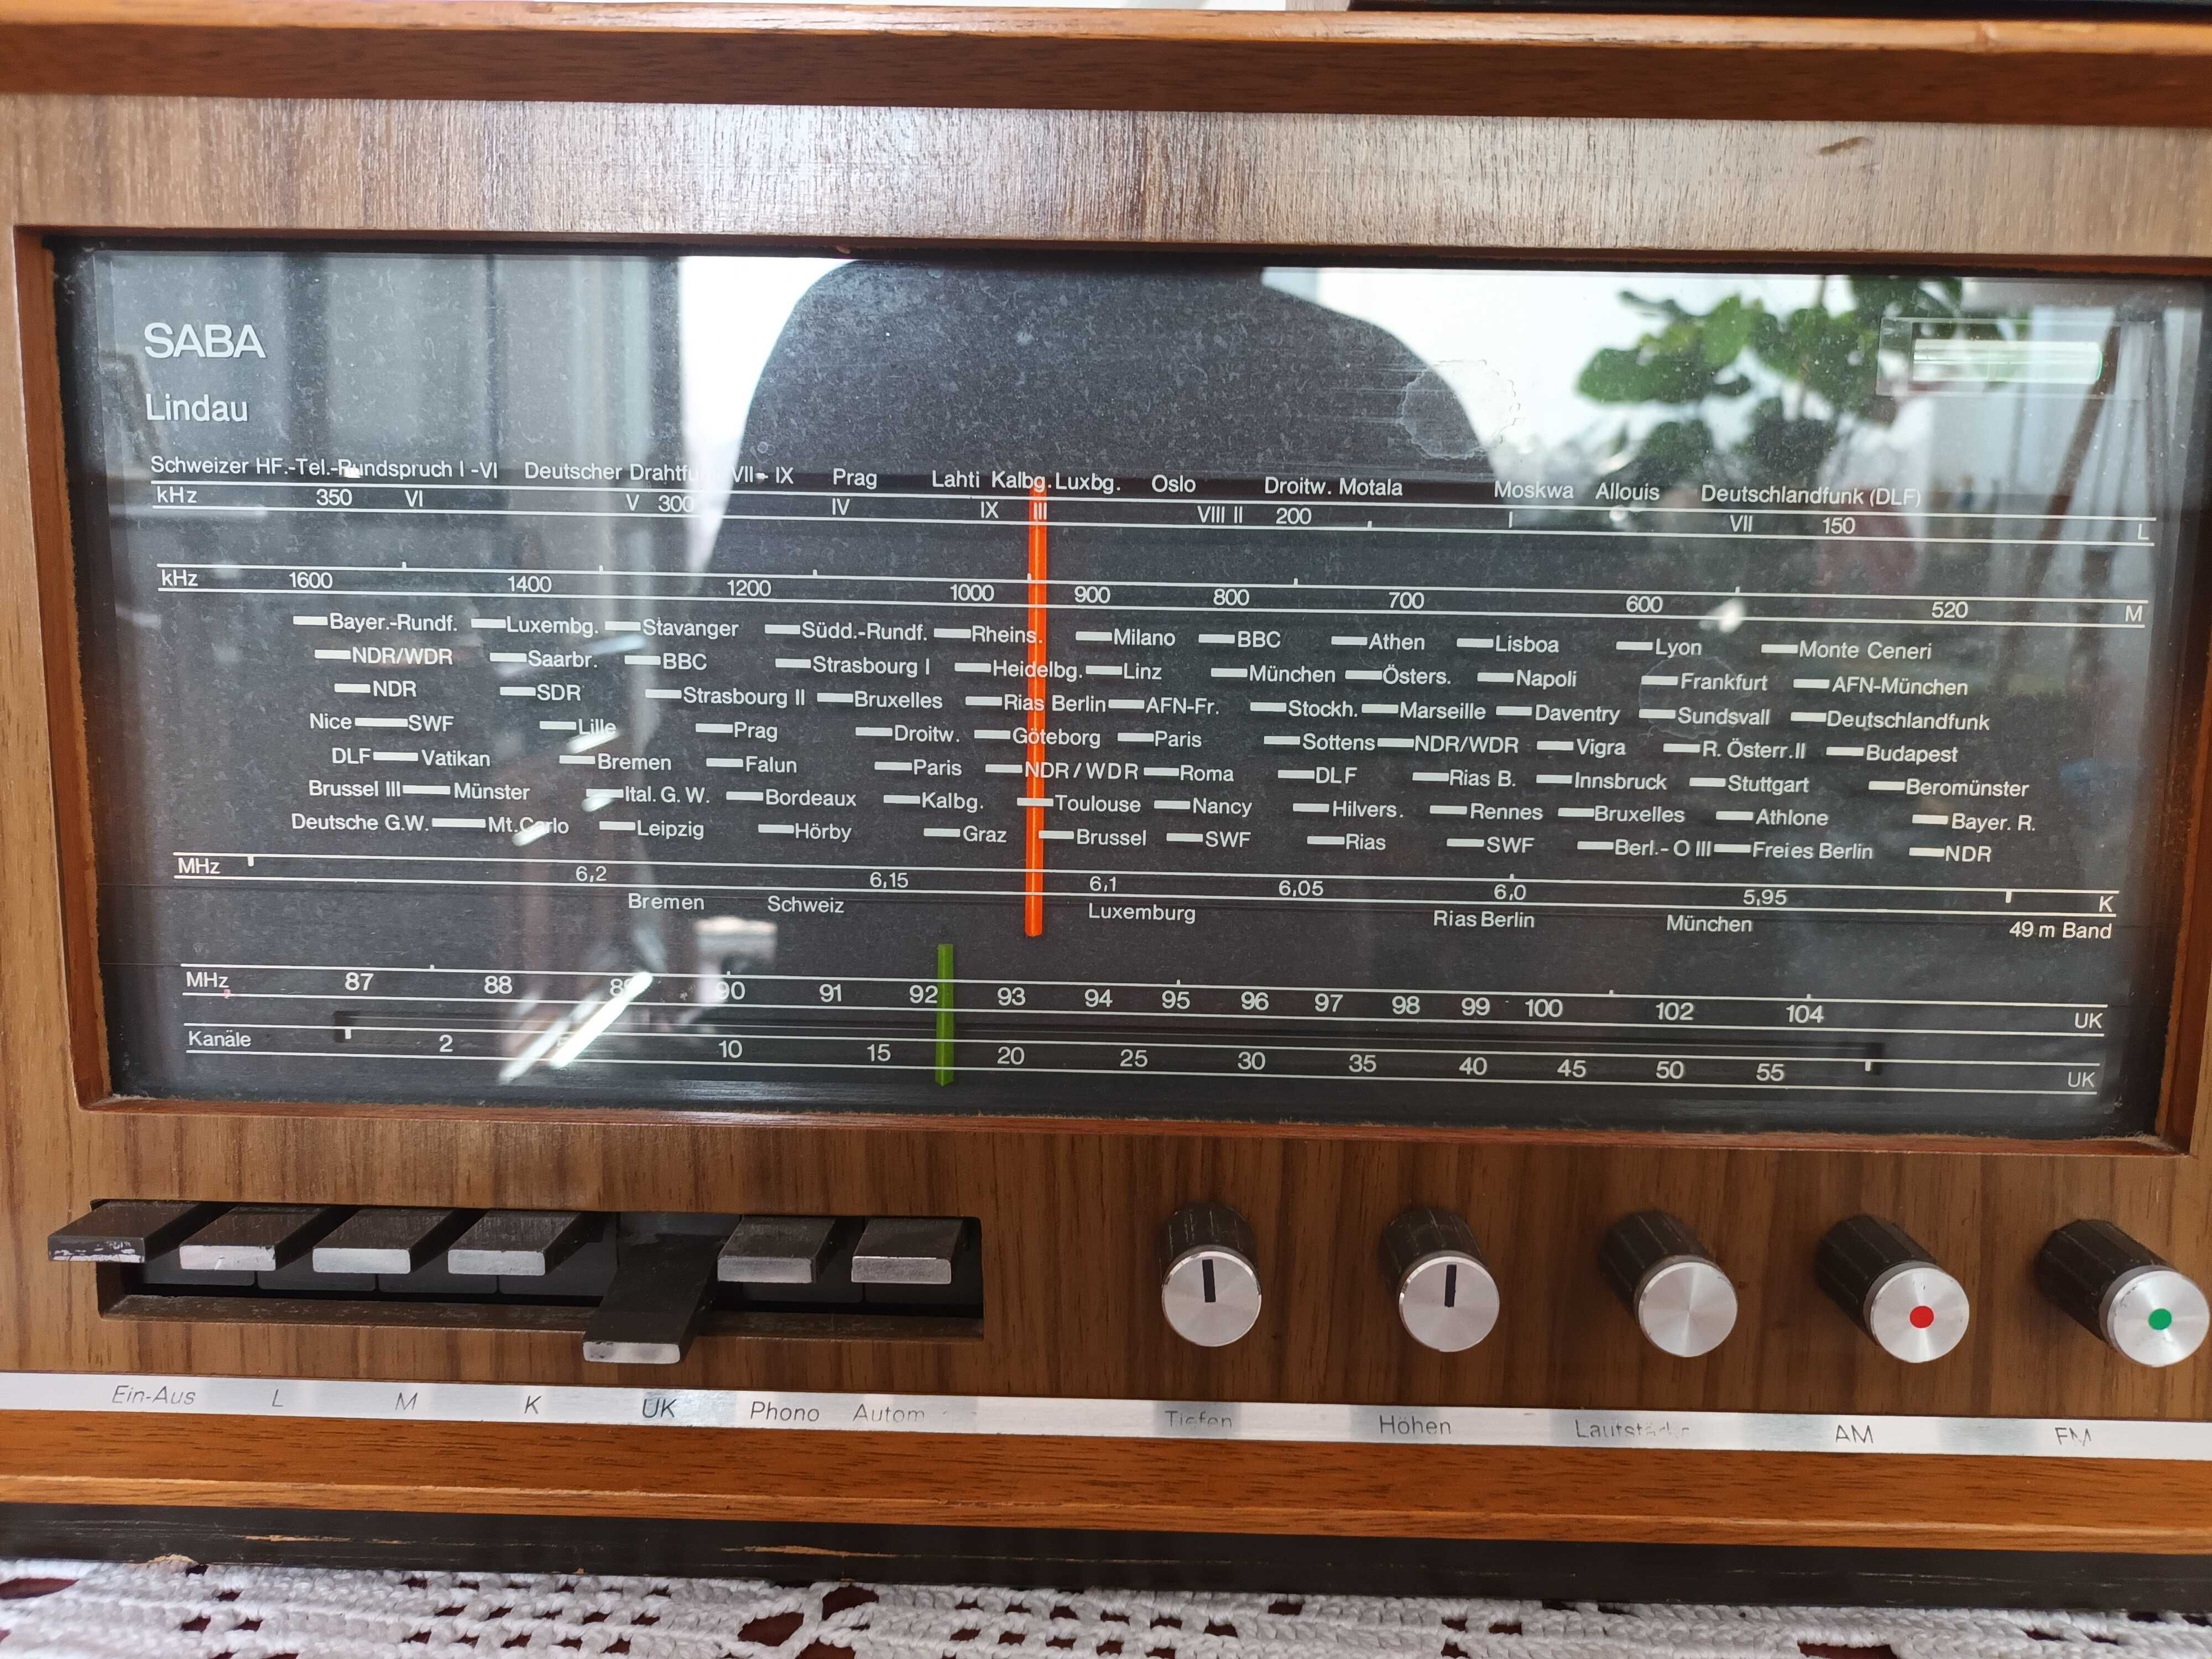 SABA
Lindau
Schweizer HF.-Tel.-Rundspruch I -VI Deutscher VII- IX Prag Lahti Kalbg. Luxbg. Oslo Droitw. Motala Moskwa Allouis Deutschlandfunk (DLF)
kHz 350 VI V 300 IV IX III VIII II 200 I VII 150 L
kHz 1600 1400 1200 1000 900 800 700 600 520 M
Bayer.-Rundf. Luxembg. Stavanger Südd.-Rundf. Rheins. Milano BBC Athen Lisboa Lyon Monte Ceneri
NDR/WDR Saarbr. BBC Strasbourg I Heidelbg. Linz München Östers. Napoli Frankfurt AFN-München
NDR SDR Strasbourg II Bruxelles Rias Berlin AFN-Fr. Stockh. Marseille Daventry Sundsvall Deutschlandfunk
Nice SWF Lille Prag Droitw. Göteborg Paris Sottens NDR/WDR Vigra R. Österr. II Budapest
DLF Vatikan Bremen Falun Paris NDR/WDR Roma DLF Rias B. Innsbruck Stuttgart Beromünster
Brussel III Münster Ital. G. W. Bordeaux Kalbg. Toulouse Nancy Hilvers. Rennes Bruxelles Athlone Bayer. R.
Deutsche G.W. Mt.Carlo Leipzig Hörby Graz Brussel SWF Rias SWF Berl.-O III Freies Berlin NDR
MHz 6,2 6,15 6,1 6,05 6,0 5,95 K
Bremen Schweiz Luxemburg Rias Berlin München 49 m Band
MHz 87 88 89 90 91 92 93 94 95 96 97 98 99 100 102 104 UK
Kanäle 2 10 15 20 25 30 35 40 45 50 55 UK
Ein-Aus L M K UK Phono Autom Tiefen Höhen AM FM